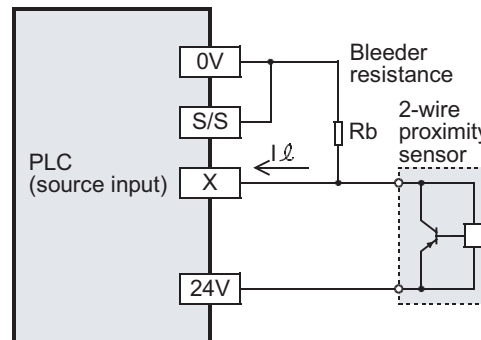 0V
Bleeder
resistance
S/S
Rb
2-wire
proximity
sensor
Iℓ
PLC
(source input)
X
24V